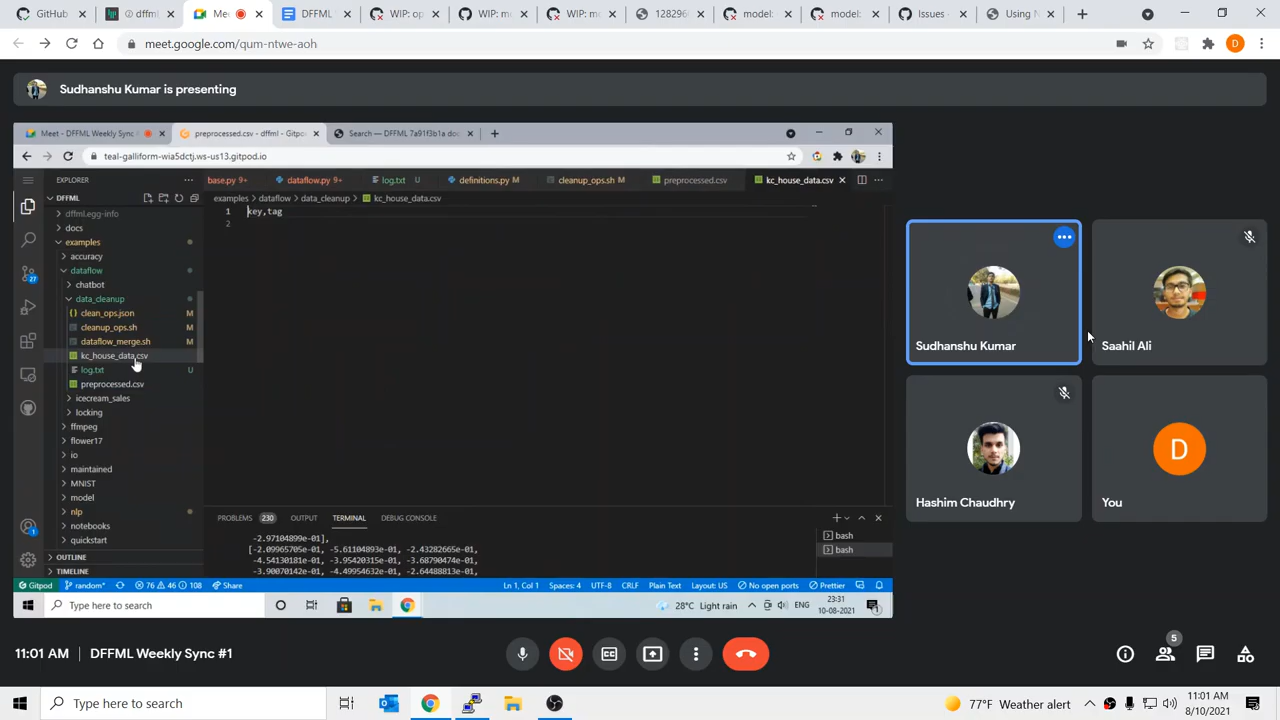 GitHub
@ dffml
Meet
DFFML
WIP: op
WIP: m
WIP: m
128296
model:
model:
Issues -
Using N
meet.google.com/qum-ntwe-aoh
D
Sudhanshu Kumar is presenting
Meet - DFFML Weekly Sync
preprocessed.csv - dffml - Gitpod
Search — DFFML 7a91f3b1a doc
teal-galliform-wia5dctj.ws-us13.gitpod.io
EXPLORER
base.py 9+
dataflow.py 9+
log.txt U
definitions.py M
cleanup_ops.sh M
preprocessed.csv
kc_house_data.csv
DFFML
examples > dataflow > data_cleanup > kc_house_data.csv
dffml.egg-info
1 key,tag
docs
2
examples
accuracy
dataflow
27
chatbot
data_cleanup
clean_ops.json M
cleanup_ops.sh M
dataflow_merge.sh M
kc_house_data.csv
log.txt U
preprocessed.csv
icecream_sales
locking
ffmpeg
flower17
io
maintained
MNIST
model
nlp
notebooks
quickstart
OUTLINE
TIMELINE
PROBLEMS 230 OUTPUT TERMINAL DEBUG CONSOLE
-2.97104899e-01],
[-2.09965705e-01, -5.61104893e-01, -2.43282665e-01,
-4.54130181e-01, -3.95420315e-01, -3.68790474e-01,
-3.90070142e-01, -4.49954632e-01, -2.64488813e-01,
bash
bash
1
Gitpod random* 76 46 108 Share
Ln 1, Col 1 Spaces: 4 UTF-8 CRLF Plain Text Layout: US No open ports Prettier
Type here to search
28°C Light rain
ENG
23:31
10-08-2021
1
Sudhanshu Kumar
Saahil Ali
Hashim Chaudhry
D
You
11:01 AM
DFFML Weekly Sync #1
5
Type here to search
77°F Weather alert
11:01 AM
8/10/2021